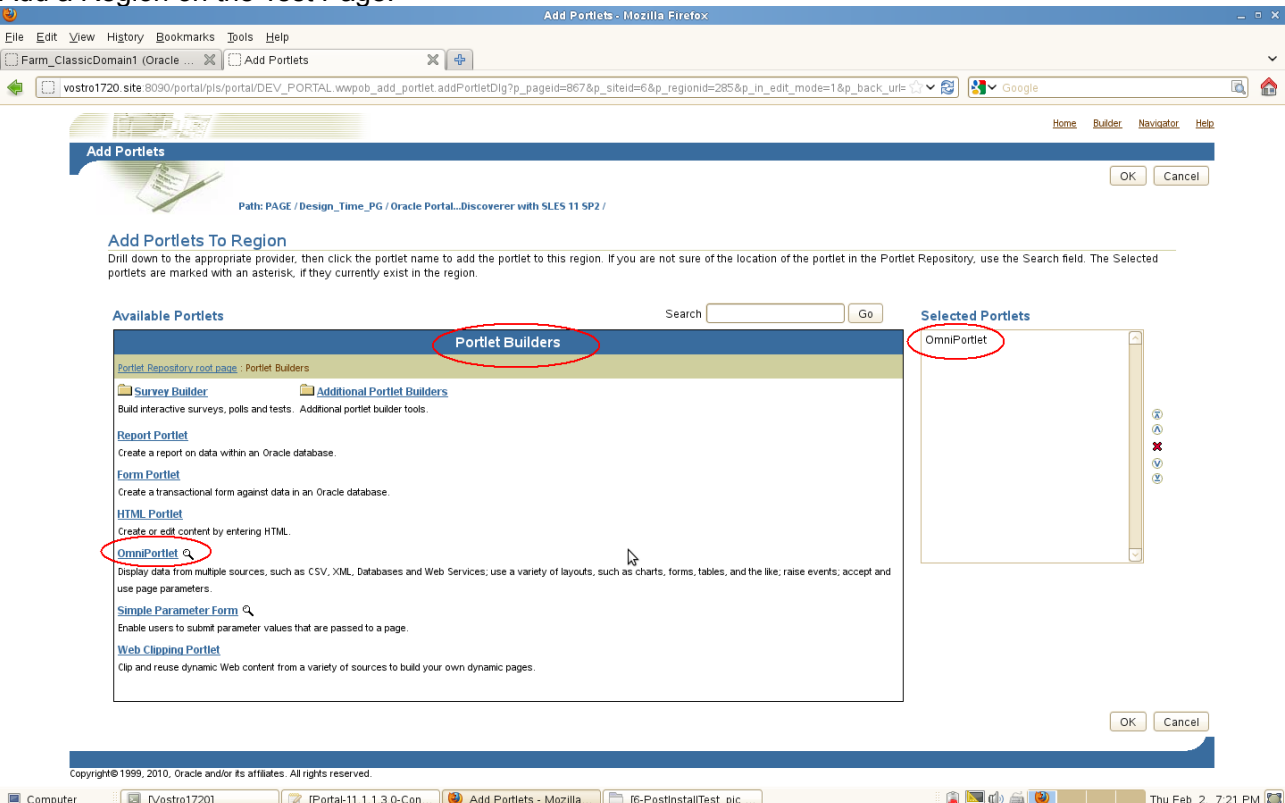 Add a Region on the Test Page.
Add Portlets - Mozilla Firefox
File Edit View History Bookmarks Tools Help
Farm_ClassicDomain1 (Oracle ... Add Portlets
vostro1720.site:8090/portal/pls/portal/DEV_PORTAL.wwpob_add_portlet.addPortletDlg?p_pageid=867&p_siteid=6&p_regionid=285&p_in_edit_mode=1&p_back_url= Google
Home Builder Navigator Help
Add Portlets
OK Cancel
Path: PAGE / Design_Time_PG / Oracle Portal...Discoverer with SLES 11 SP2 /
Add Portlets To Region
Drill down to the appropriate provider, then click the portlet name to add the portlet to this region. If you are not sure of the location of the portlet in the Portlet Repository, use the Search field. The Selected
portlets are marked with an asterisk, if they currently exist in the region.
Available Portlets Search Go Selected Portlets
Portlet Builders OmniPortlet
Portlet Repository root page : Portlet Builders
Survey Builder Additional Portlet Builders
Build interactive surveys, polls and tests. Additional portlet builder tools.
Report Portlet
Create a report on data within an Oracle database.
Form Portlet
Create a transactional form against data in an Oracle database.
HTML Portlet
Create or edit content by entering HTML.
OmniPortlet
Display data from multiple sources, such as CSV, XML, Databases and Web Services; use a variety of layouts, such as charts, forms, tables, and the like; raise events; accept and
use page parameters.
Simple Parameter Form
Enable users to submit parameter values that are passed to a page.
Web Clipping Portlet
Clip and reuse dynamic Web content from a variety of sources to build your own dynamic pages.
OK Cancel
Copyright© 1999, 2010, Oracle and/or its affiliates. All rights reserved.
Computer [Vostro1720] [Portal-11.1.1.3.0-Con... Add Portlets - Mozilla ... [6-PostInstallTest_pic... Thu Feb 2, 7:21 PM